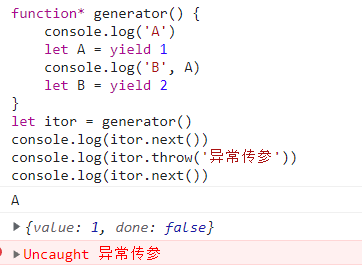 function* generator() {
    console.log('A')
    let A = yield 1
    console.log('B', A)
    let B = yield 2
}
let itor = generator()
console.log(itor.next())
console.log(itor.throw('异常传参'))
console.log(itor.next())
A
▸{value: 1, done: false}
▸Uncaught 异常传参